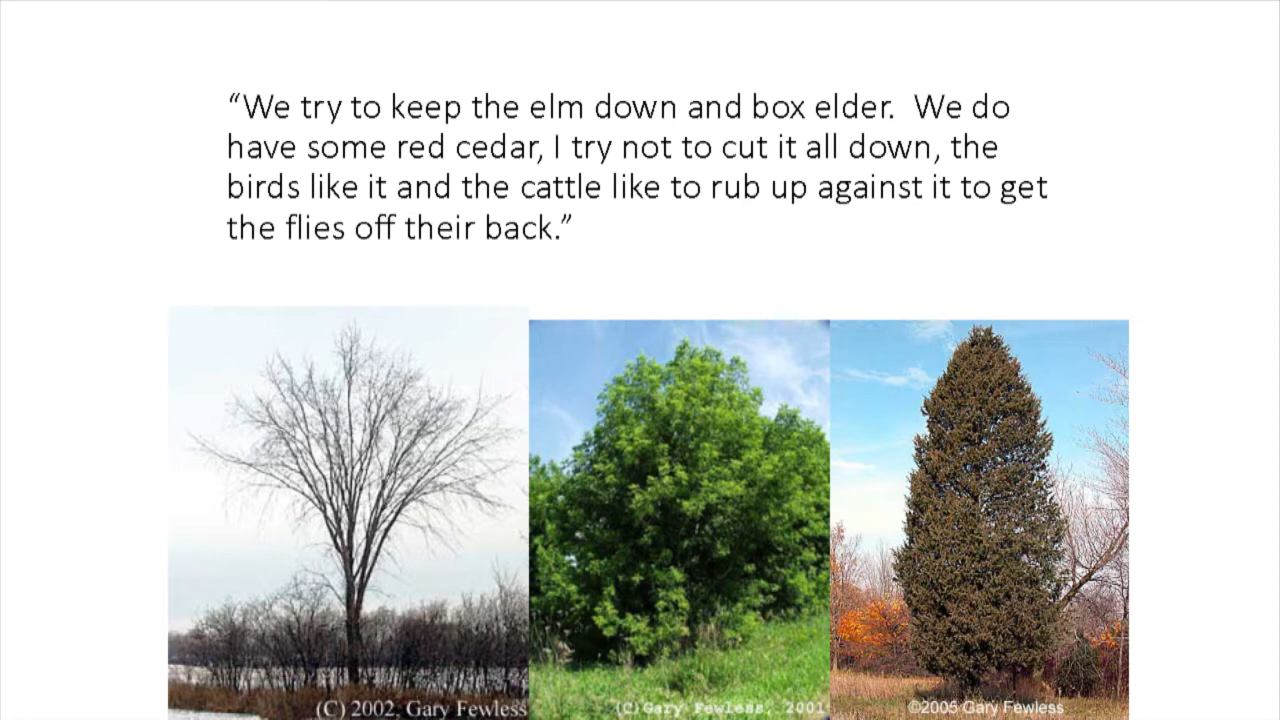 “We try to keep the elm down and box elder.  We do
have some red cedar, I try not to cut it all down, the
birds like it and the cattle like to rub up against it to get
the flies off their back.”
(C) 2002, Gary Fewless
(C)Gary Fewless, 2001
©2005 Gary Fewless